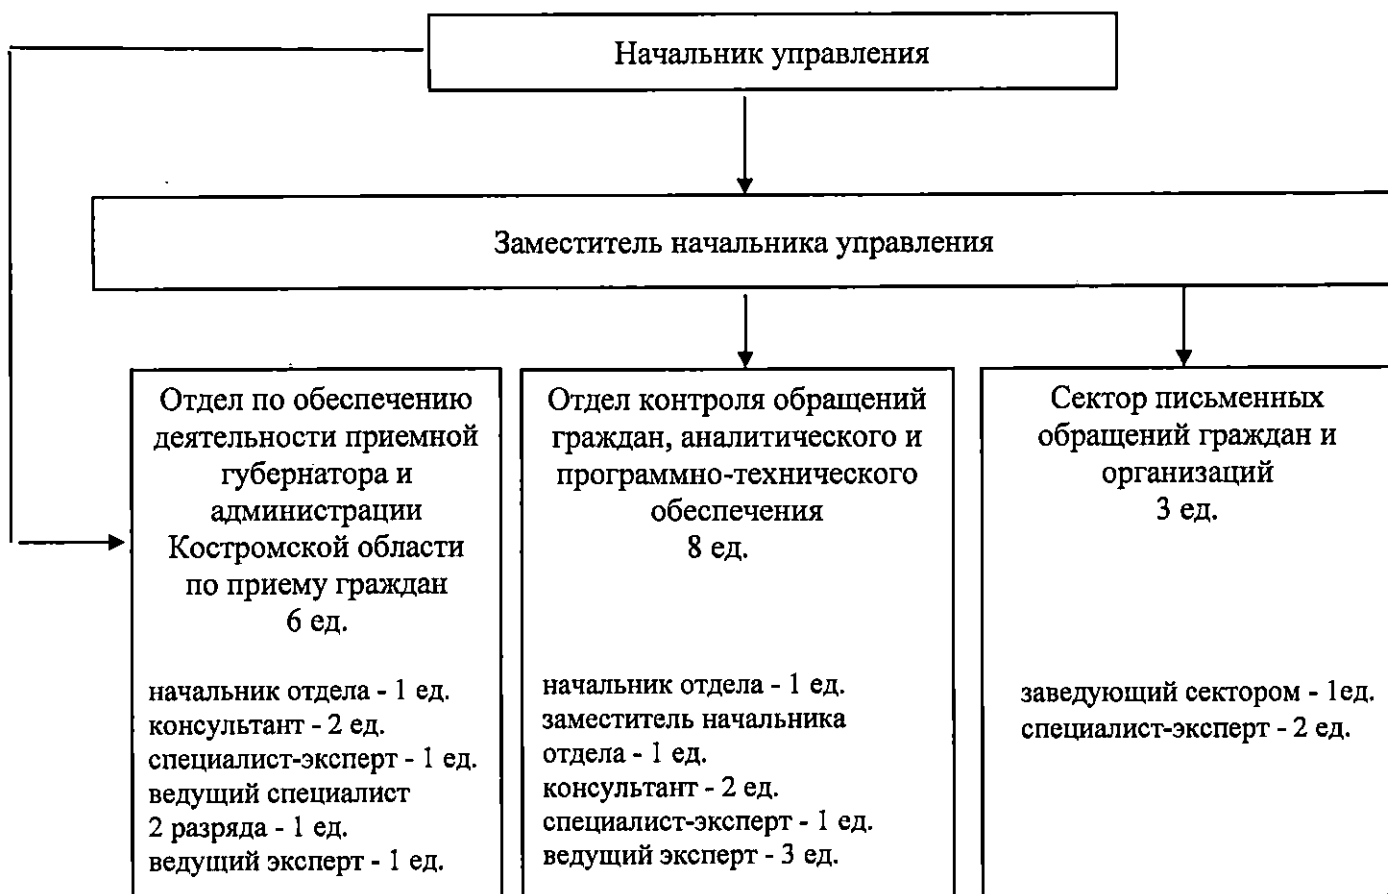 Начальник управления
Заместитель начальника управления
Отдел по обеспечению
деятельности приемной
губернатора и
администрации
Костромской области
по приему граждан
6 ед.
начальник отдела - 1 ед.
консультант - 2 ед.
специалист-эксперт - 1 ед.
ведущий специалист
2 разряда - 1 ед.
ведущий эксперт - 1 ед.
Отдел контроля обращений
граждан, аналитического и
программно-технического
обеспечения
8 ед.
начальник отдела - 1 ед.
заместитель начальника
отдела - 1 ед.
консультант - 2 ед.
специалист-эксперт - 1 ед.
ведущий эксперт - 3 ед.
Сектор письменных
обращений граждан и
организаций
3 ед.
заведующий сектором - 1ед.
специалист-эксперт - 2 ед.